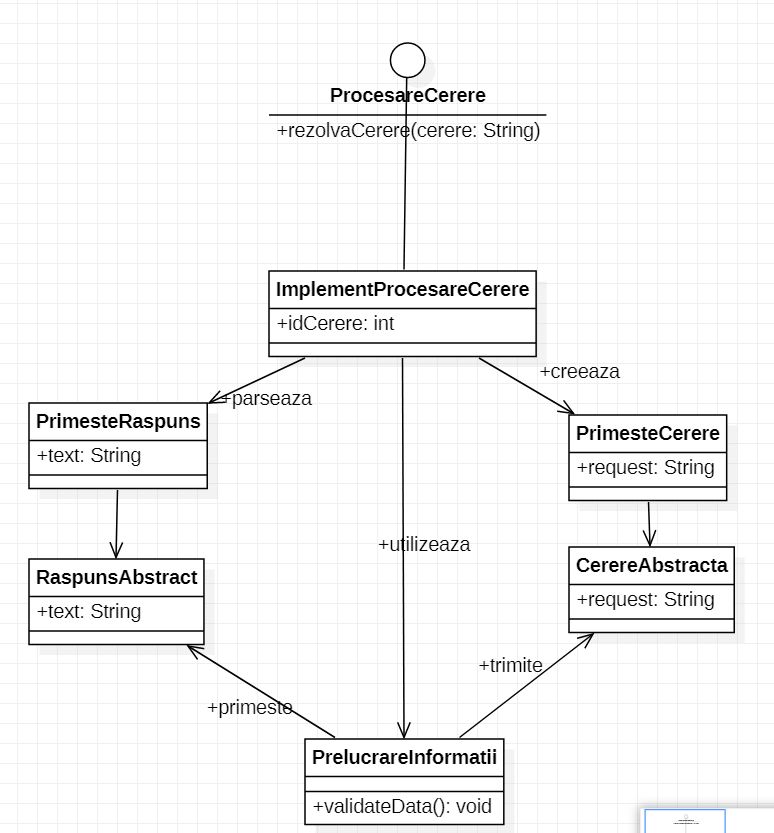 ProcesareCerere
+rezolvaCerere(cerere: String)
ImplementProcesareCerere
+idCerere: int
+creeaza
+parseaza
PrimesteRaspuns
+text: String
PrimesteCerere
+request: String
+utilizeaza
RaspunsAbstract
+text: String
CerereAbstracta
+request: String
+trimite
+primeste
PrelucrareInformatii
+validateData(): void